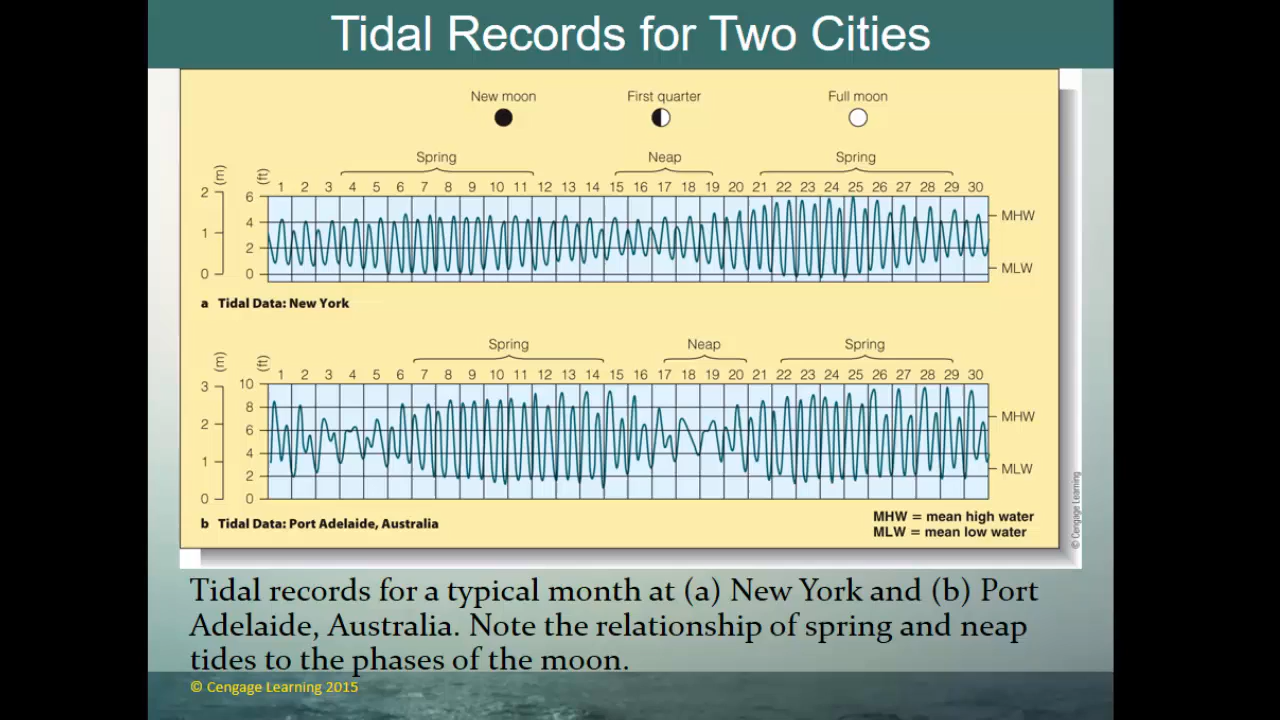 Tidal Records for Two Cities
New moon First quarter Full moon
Spring Neap Spring
(m) (ft) 1 2 3 4 5 6 7 8 9 10 11 12 13 14 15 16 17 18 19 20 21 22 23 24 25 26 27 28 29 30
2 6
4 MHW
1
2
MLW
0 0
a Tidal Data: New York
Spring Neap Spring
(m) (ft) 1 2 3 4 5 6 7 8 9 10 11 12 13 14 15 16 17 18 19 20 21 22 23 24 25 26 27 28 29 30
3 10
8
MHW
2 6
4
1 MLW
2
0 0
b Tidal Data: Port Adelaide, Australia
MHW = mean high water
MLW = mean low water
© Cengage Learning
Tidal records for a typical month at (a) New York and (b) Port
Adelaide, Australia. Note the relationship of spring and neap
tides to the phases of the moon.
© Cengage Learning 2015